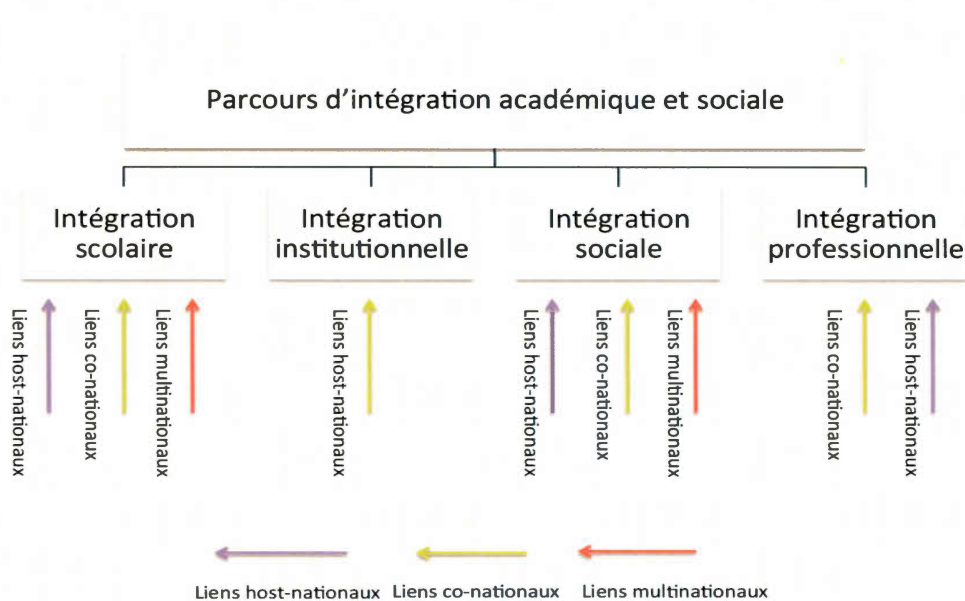 Parcours d'intégration académique et sociale
Intégration
scolaire
Intégration
institutionnelle
Intégration
sociale
Intégration
professionnelle
Liens host-nationaux
Liens co-nationaux
Liens multinationaux
Liens host-nationaux
Liens host-nationaux
Liens co-nationaux
Liens multinationaux
Liens co-nationaux
Liens host-nationaux
Liens host-nationaux
Liens co-nationaux
Liens multinationaux